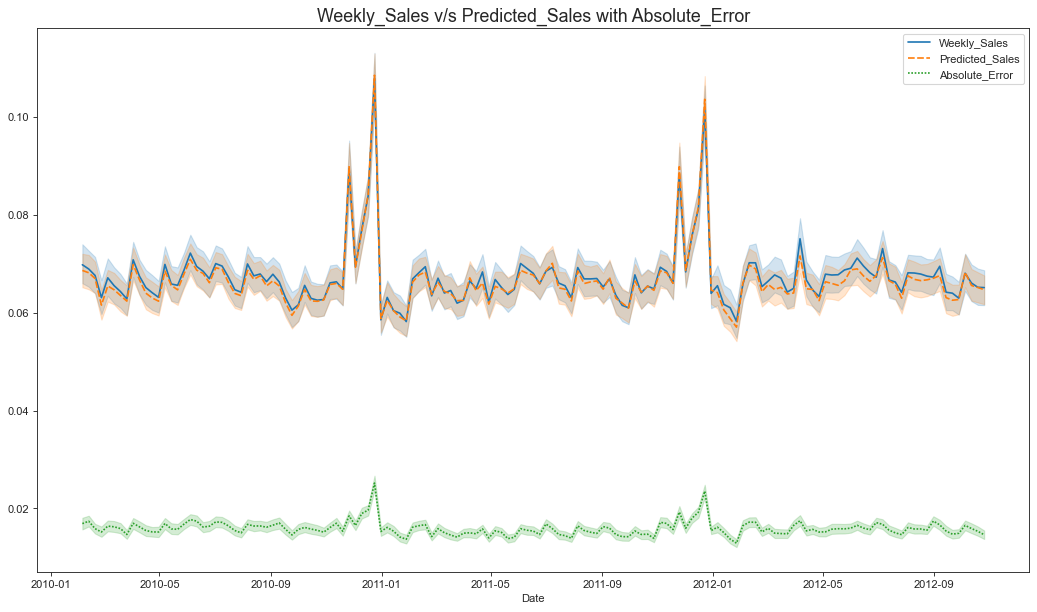 Weekly_Sales v/s Predicted_Sales with Absolute_Error
Weekly_Sales
Predicted_Sales
Absolute_Error
0.10
0.08
0.06
0.04
0.02
2010-01 2010-05 2010-09 2011-01 2011-05 2011-09 2012-01 2012-05 2012-09
Date